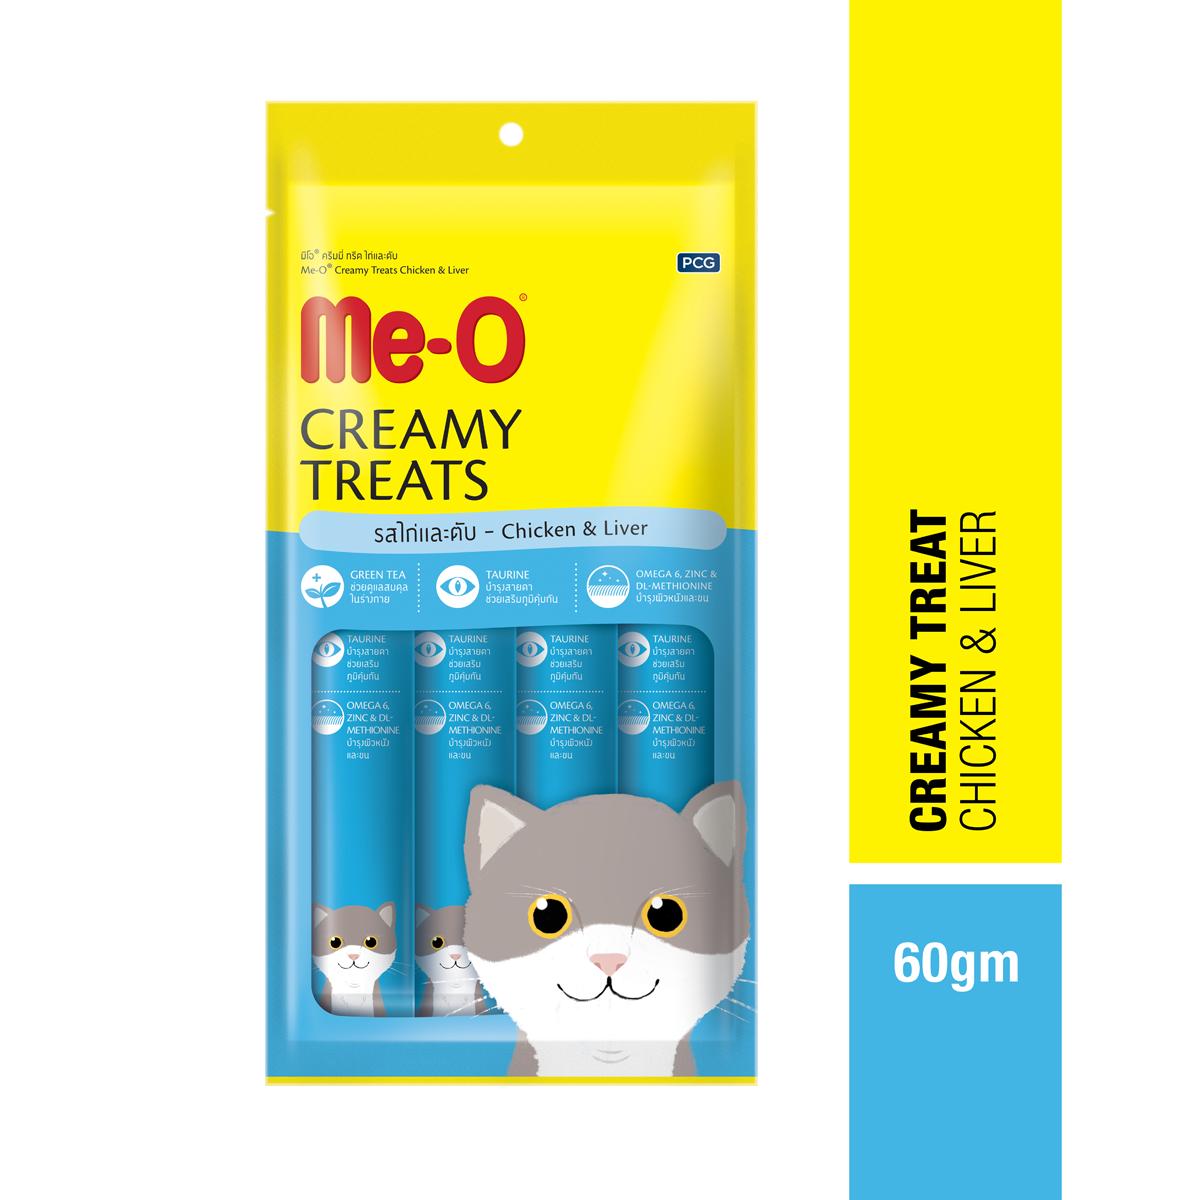 มีโอ® ครีมมี่ ทรีต ไก่และตับ
Me-O® Creamy Treats Chicken & Liver
PCG
Me-O®
CREAMY
TREATS
รสไก่และตับ - Chicken & Liver
GREEN TEA
ช่วยดูแลสมดุล
ในร่างกาย
TAURINE
บำรุงสายตา
ช่วยเสริมภูมิคุ้มกัน
OMEGA 6, ZINC &
DL-METHIONINE
บำรุงผิวหนังและขน
TAURINE
บำรุงสายตา
ช่วยเสริม
ภูมิคุ้มกัน
OMEGA 6,
ZINC & DL-
METHIONINE
บำรุงผิวหนัง
และขน
TAURINE
บำรุงสายตา
ช่วยเสริม
ภูมิคุ้มกัน
OMEGA 6,
ZINC & DL-
METHIONINE
บำรุงผิวหนัง
และขน
TAURINE
บำรุงสายตา
ช่วยเสริม
ภูมิคุ้มกัน
OMEGA 6,
ZINC & DL-
METHIONINE
บำรุงผิวหนัง
และขน
TAURINE
บำรุงสายตา
ช่วยเสริม
ภูมิคุ้มกัน
OMEGA 6,
ZINC & DL-
METHIONINE
บำรุงผิวหนัง
และขน
CREAMY TREAT
CHICKEN & LIVER
60gm